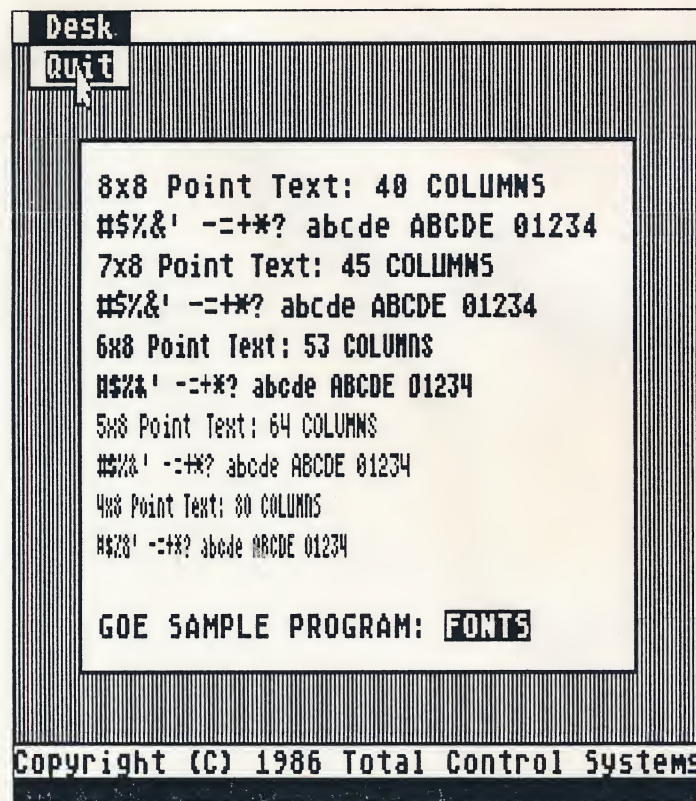 Desk
Quit
8x8 Point Text: 40 COLUMNS
#$%&' -=+*? abcde ABCDE 01234
7x8 Point Text: 45 COLUMNS
#$%&' -=+*? abcde ABCDE 01234
6x8 Point Text: 53 COLUMNS
#$%&' -=+*? abcde ABCDE 01234
5x8 Point Text: 64 COLUMNS
#$%&' -=+*? abcde ABCDE 01234
4x8 Point Text: 80 COLUMNS
#$%&' -=+*? abcde ABCDE 01234
GOE SAMPLE PROGRAM: FONTS
Copyright (C) 1986 Total Control Systems